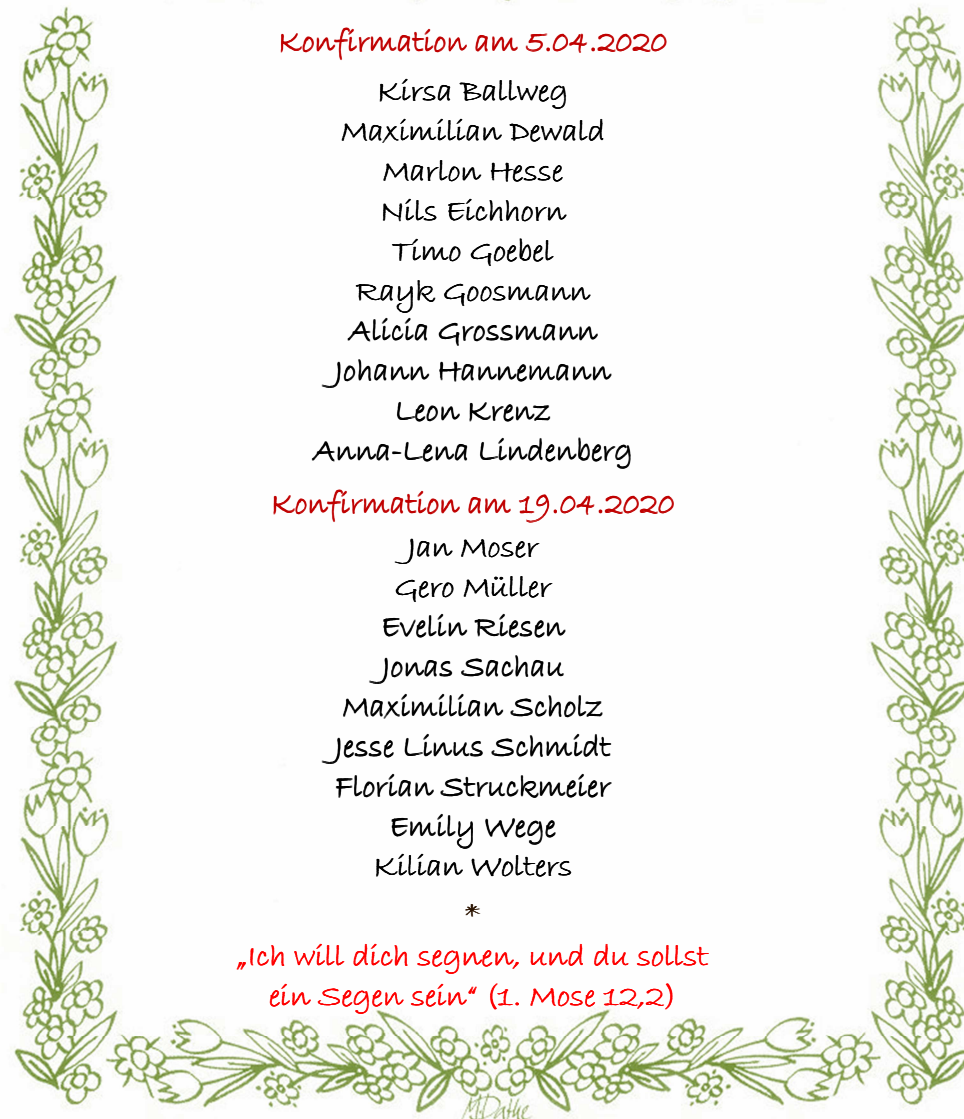 Konfirmation am 5.04.2020
Kirsa Ballweg
Maximilian Dewald
Marlon Hesse
Nils Eichhorn
Timo Goebel
Rayk Goosmann
Alicia Grossmann
Johann Hannemann
Leon Krenz
Anna-Lena Lindenberg
Konfirmation am 19.04.2020
Jan Moser
Gero Müller
Evelin Riesen
Jonas Sachau
Maximilian Scholz
Jesse Linus Schmidt
Florian Struckmeier
Emily Wege
Kilian Wolters
*
„Ich will dich segnen, und du sollst
ein Segen sein“ (1. Mose 12,2)
M.Dathe